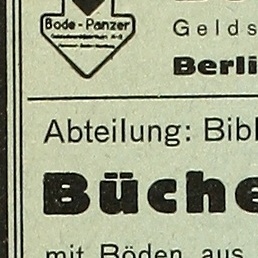 Bode-Panzer
Gelds
Berli
Abteilung: Bibl
Büche
mit Böden aus